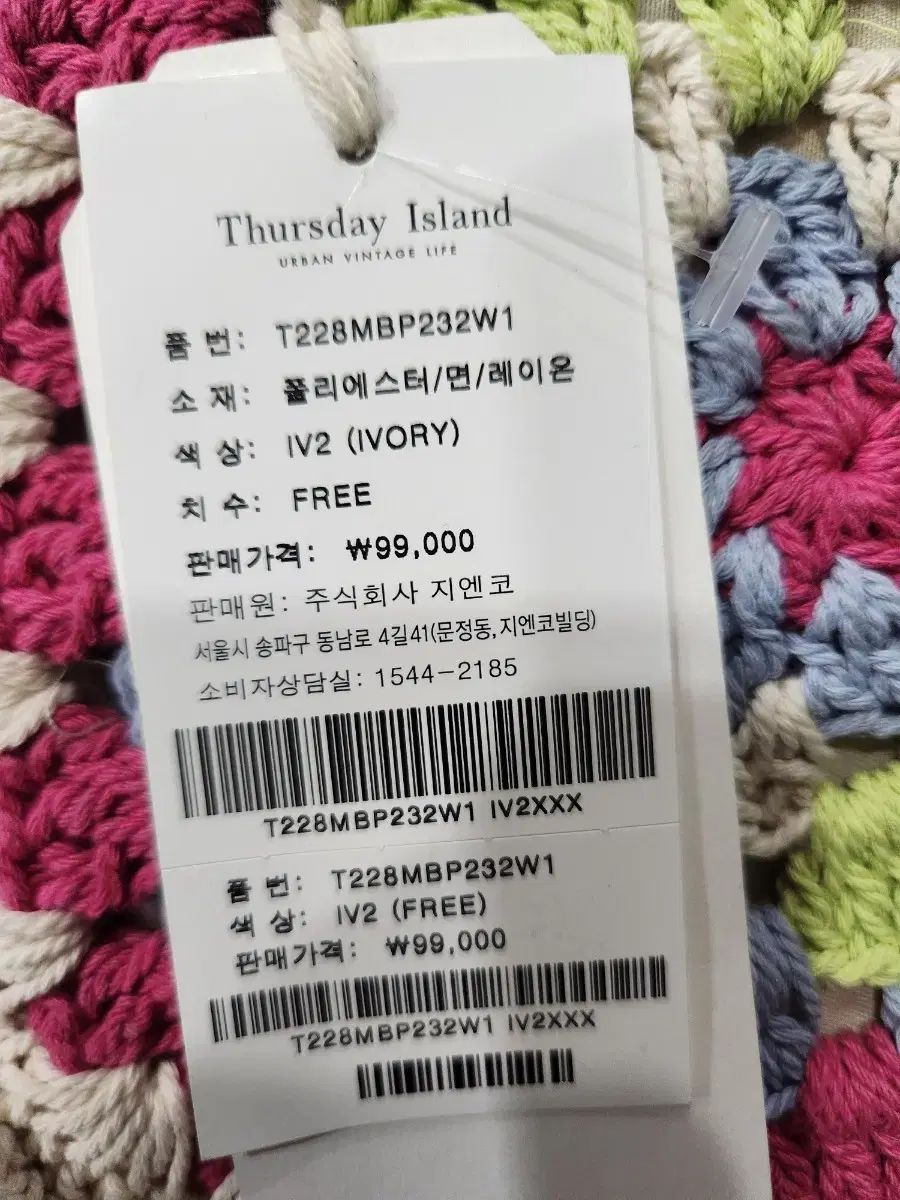 Thursday Island
URBAN VINTAGE LIFE
품 번: T228MBP232W1
소 재: 폴리에스터/면/레이온
색 상: IV2 (IVORY)
치 수: FREE
판매가격: ₩99,000
판매원: 주식회사 지엔코
서울시 송파구 동남로 4길41(문정동,지엔코빌딩)
소비자상담실: 1544-2185
T228MBP232W1 IV2XXX
품 번: T228MBP232W1
색 상: IV2 (FREE)
판매가격: ₩99,000
T228MBP232W1 IV2XXX